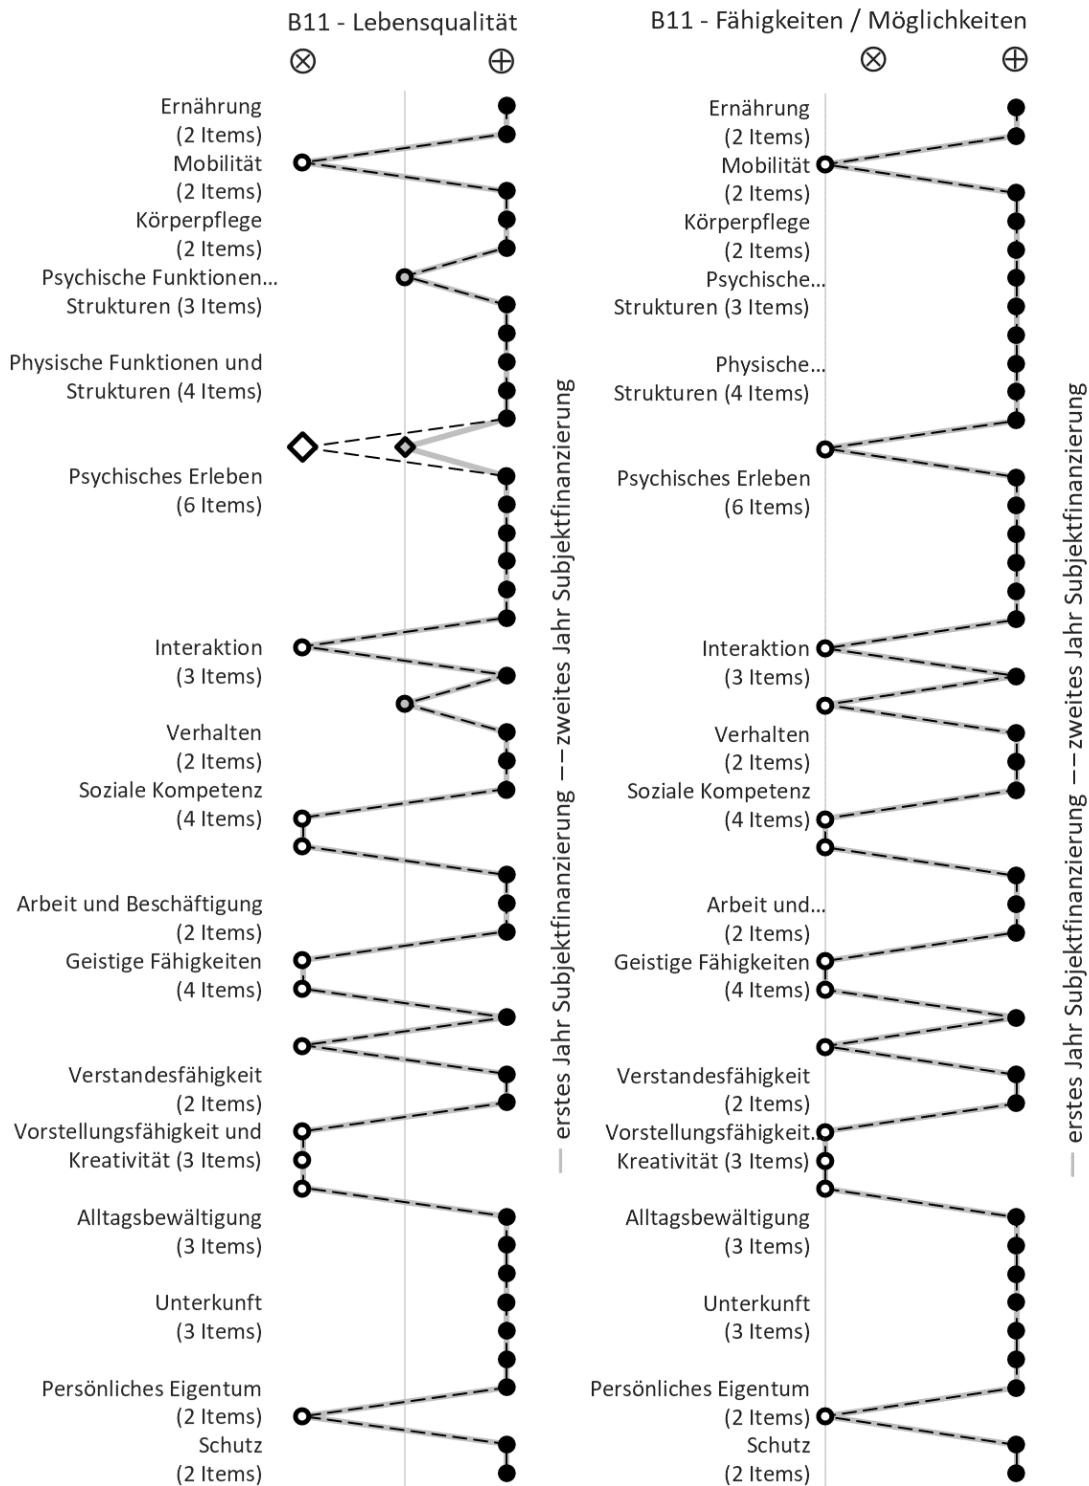 B11 - Lebensqualität
Ernährung
(2 Items)
Mobilität
(2 Items)
Körperpflege
(2 Items)
Psychische Funktionen...
Strukturen (3 Items)
Physische Funktionen und
Strukturen (4 Items)
Psychisches Erleben
(6 Items)
Interaktion
(3 Items)
Verhalten
(2 Items)
Soziale Kompetenz
(4 Items)
Arbeit und Beschäftigung
(2 Items)
Geistige Fähigkeiten
(4 Items)
Verstandesfähigkeit
(2 Items)
Vorstellungsfähigkeit und
Kreativität (3 Items)
Alltagsbewältigung
(3 Items)
Unterkunft
(3 Items)
Persönliches Eigentum
(2 Items)
Schutz
(2 Items)
erstes Jahr Subjektfinanzierung
zweites Jahr Subjektfinanzierung
B11 - Fähigkeiten / Möglichkeiten
Ernährung
(2 Items)
Mobilität
(2 Items)
Körperpflege
(2 Items)
Psychische...
Strukturen (3 Items)
Physische...
Strukturen (4 Items)
Psychisches Erleben
(6 Items)
Interaktion
(3 Items)
Verhalten
(2 Items)
Soziale Kompetenz
(4 Items)
Arbeit und...
(2 Items)
Geistige Fähigkeiten
(4 Items)
Verstandesfähigkeit
(2 Items)
Vorstellungsfähigkeit...
Kreativität (3 Items)
Alltagsbewältigung
(3 Items)
Unterkunft
(3 Items)
Persönliches Eigentum
(2 Items)
Schutz
(2 Items)
erstes Jahr Subjektfinanzierung
zweites Jahr Subjektfinanzierung